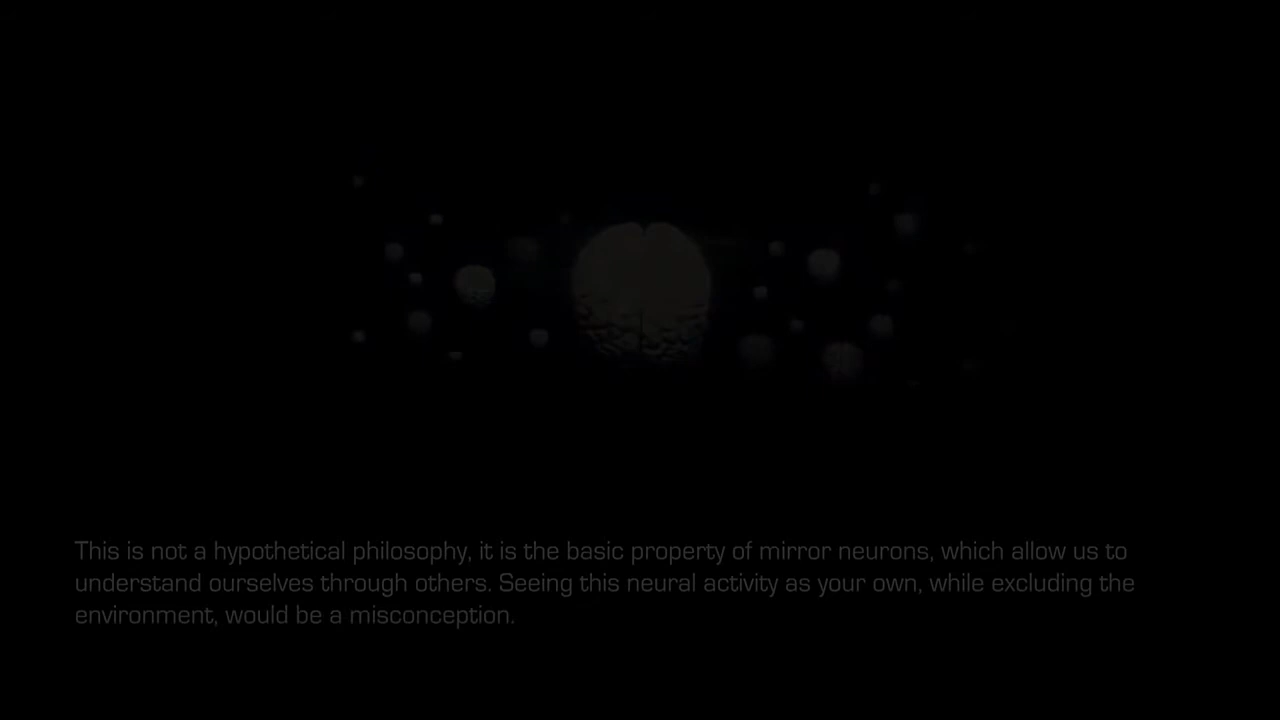 This is not a hypothetical philosophy, it is the basic property of mirror neurons, which allow us to
understand ourselves through others. Seeing this neural activity as your own, while excluding the
environment, would be a misconception.